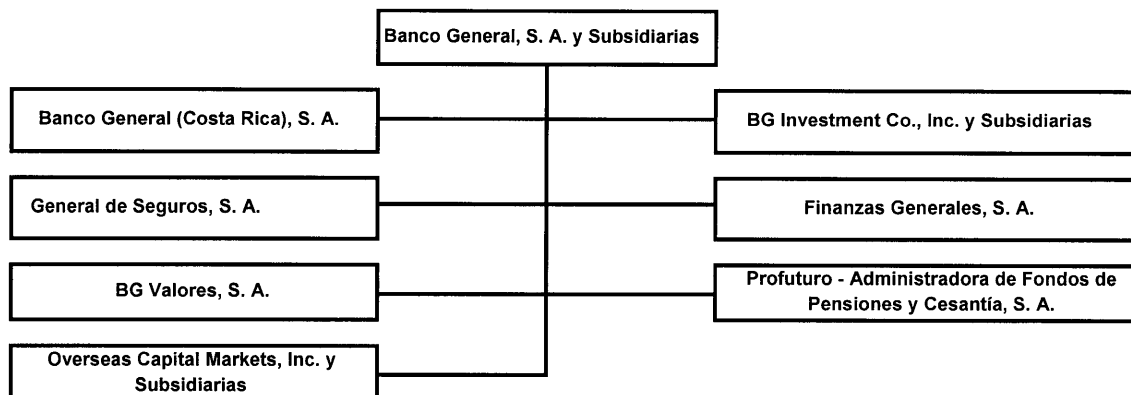 Banco General, S. A. y Subsidiarias
Banco General (Costa Rica), S. A.
BG Investment Co., Inc. y Subsidiarias
General de Seguros, S. A.
Finanzas Generales, S. A.
BG Valores, S. A.
Profuturo - Administradora de Fondos de
Pensiones y Cesantía, S. A.
Overseas Capital Markets, Inc. y
Subsidiarias